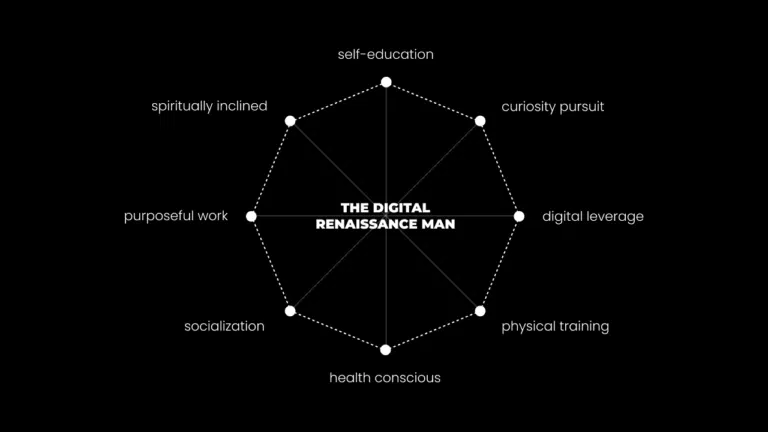 self-education
spiritually inclined
curiosity pursuit
purposeful work
THE DIGITAL
RENAISSANCE MAN
digital leverage
socialization
physical training
health conscious